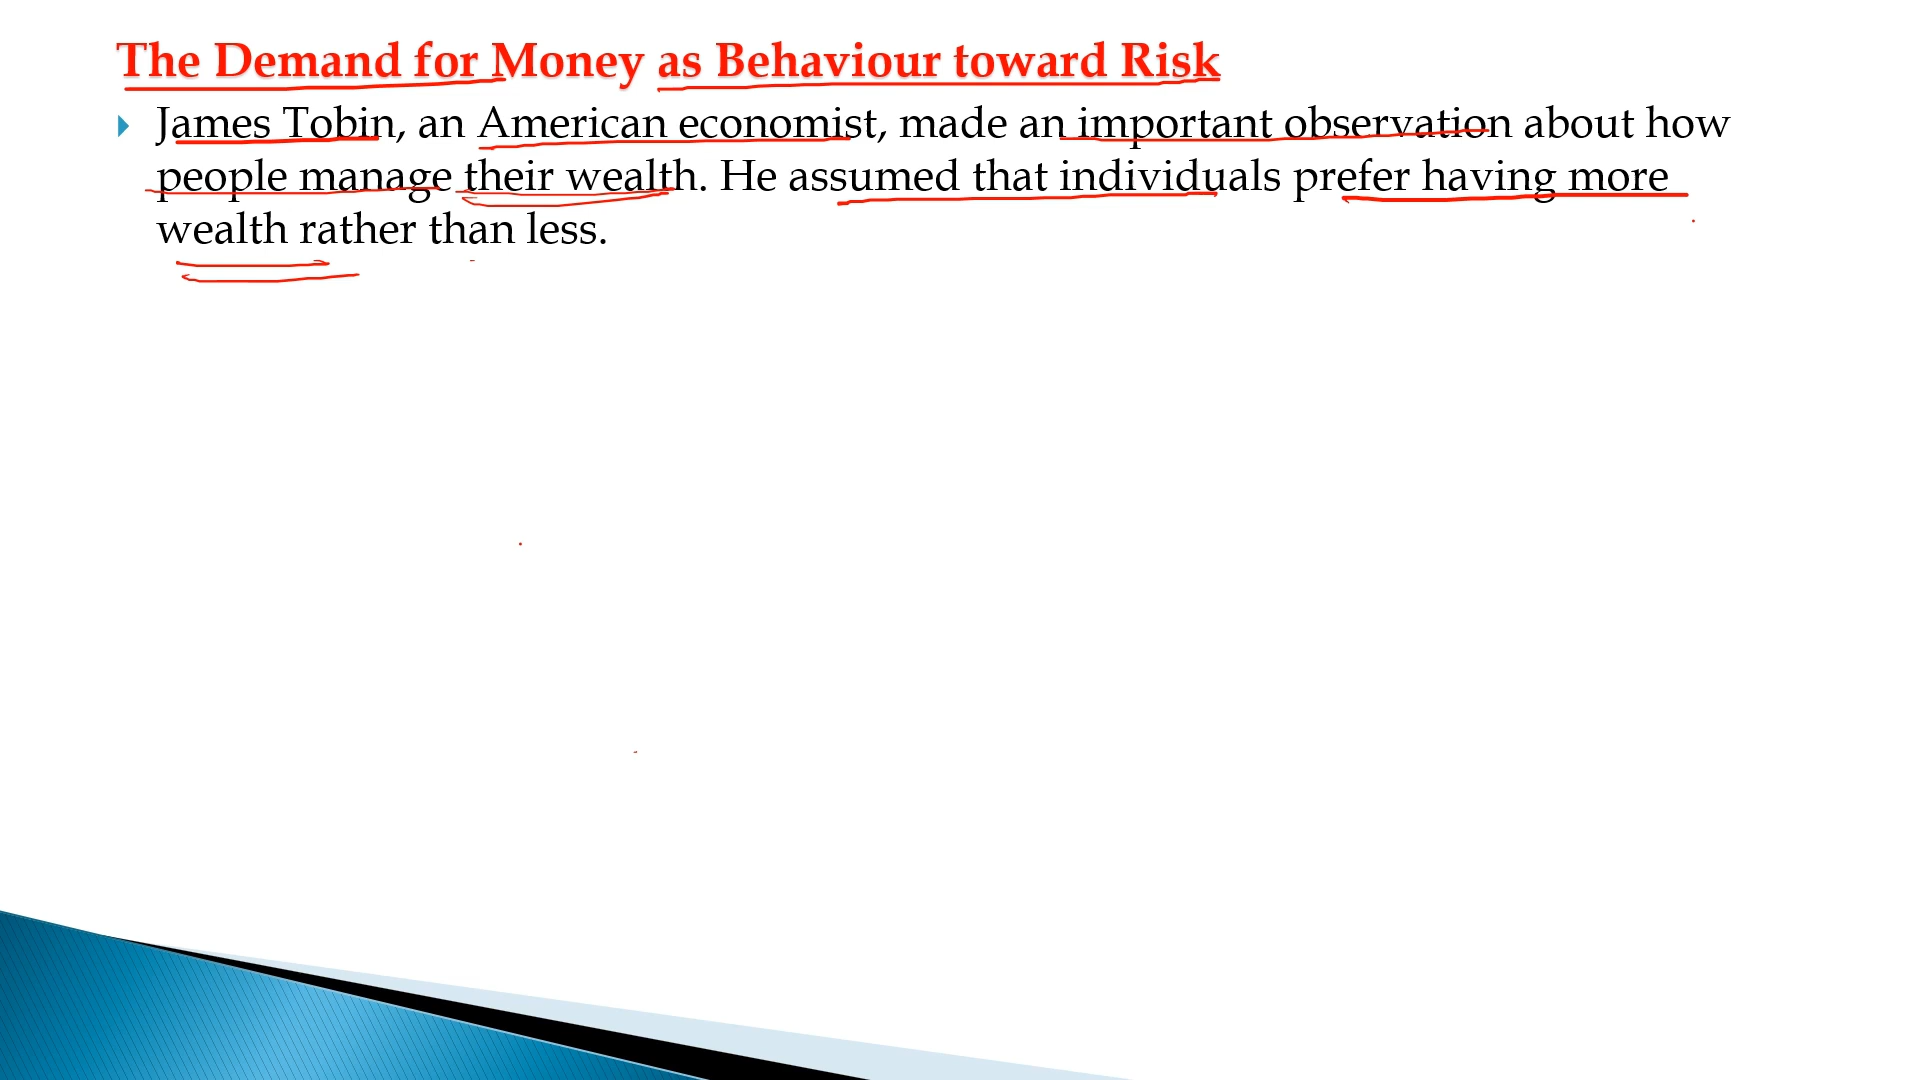 The Demand for Money as Behaviour toward Risk
James Tobin, an American economist, made an important observation about how
people manage their wealth. He assumed that individuals prefer having more
wealth rather than less.